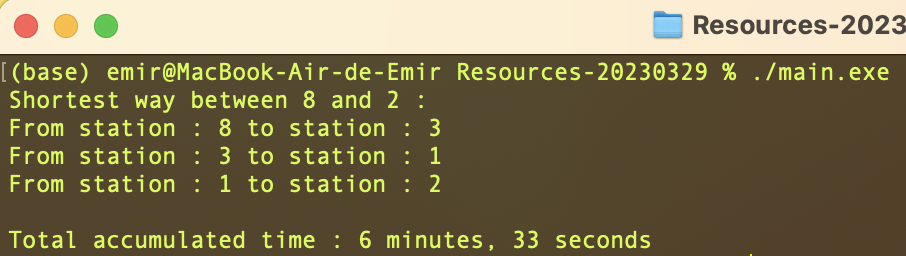 Resources-2023
[(base) emir@MacBook-Air-de-Emir Resources-20230329 % ./main.exe
Shortest way between 8 and 2 :
From station : 8 to station : 3
From station : 3 to station : 1
From station : 1 to station : 2
Total accumulated time : 6 minutes, 33 seconds